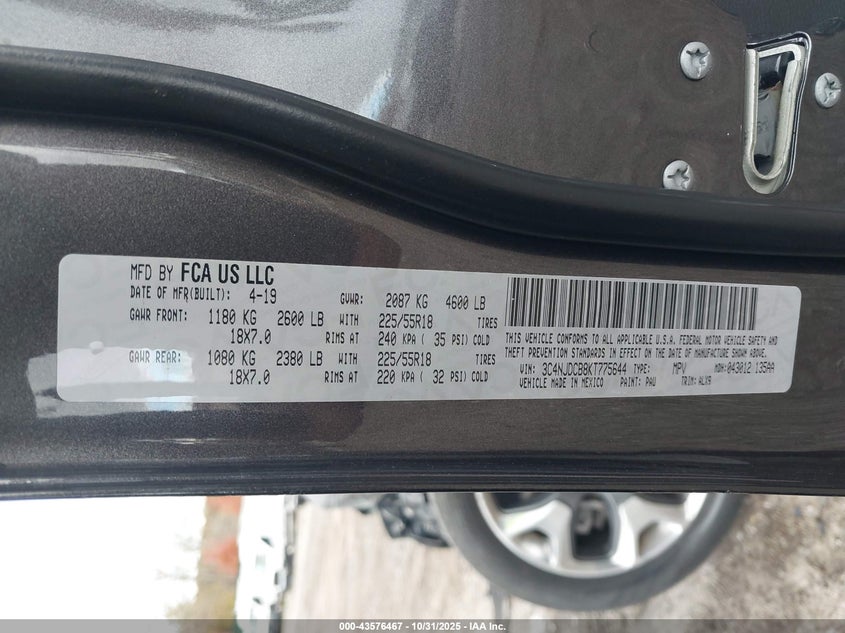 MFD BY FCA US LLC
DATE OF MFR(BUILT): 4-19 GVWR: 2087 KG 4600 LB
GAWR FRONT: 1180 KG 2600 LB WITH 225/55R18 TIRES
18X7.0 RIMS AT 240 KPA ( 35 PSI) COLD
GAWR REAR: 1080 KG 2380 LB WITH 225/55R18 TIRES
18X7.0 RIMS AT 220 KPA ( 32 PSI) COLD
THIS VEHICLE CONFORMS TO ALL APPLICABLE U.S.A. FEDERAL MOTOR VEHICLE SAFETY AND
THEFT PREVENTION STANDARDS IN EFFECT ON THE DATE OF MANUFACTURE SHOWN ABOVE.
VIN: 3C4NJDCB8KT775644 TYPE: MPV MDH: 043012 135AA
VEHICLE MADE IN MEXICO PAINT: PAU TRIM: ALX9
000-43576467 - 10/31/2025 - IAA Inc.